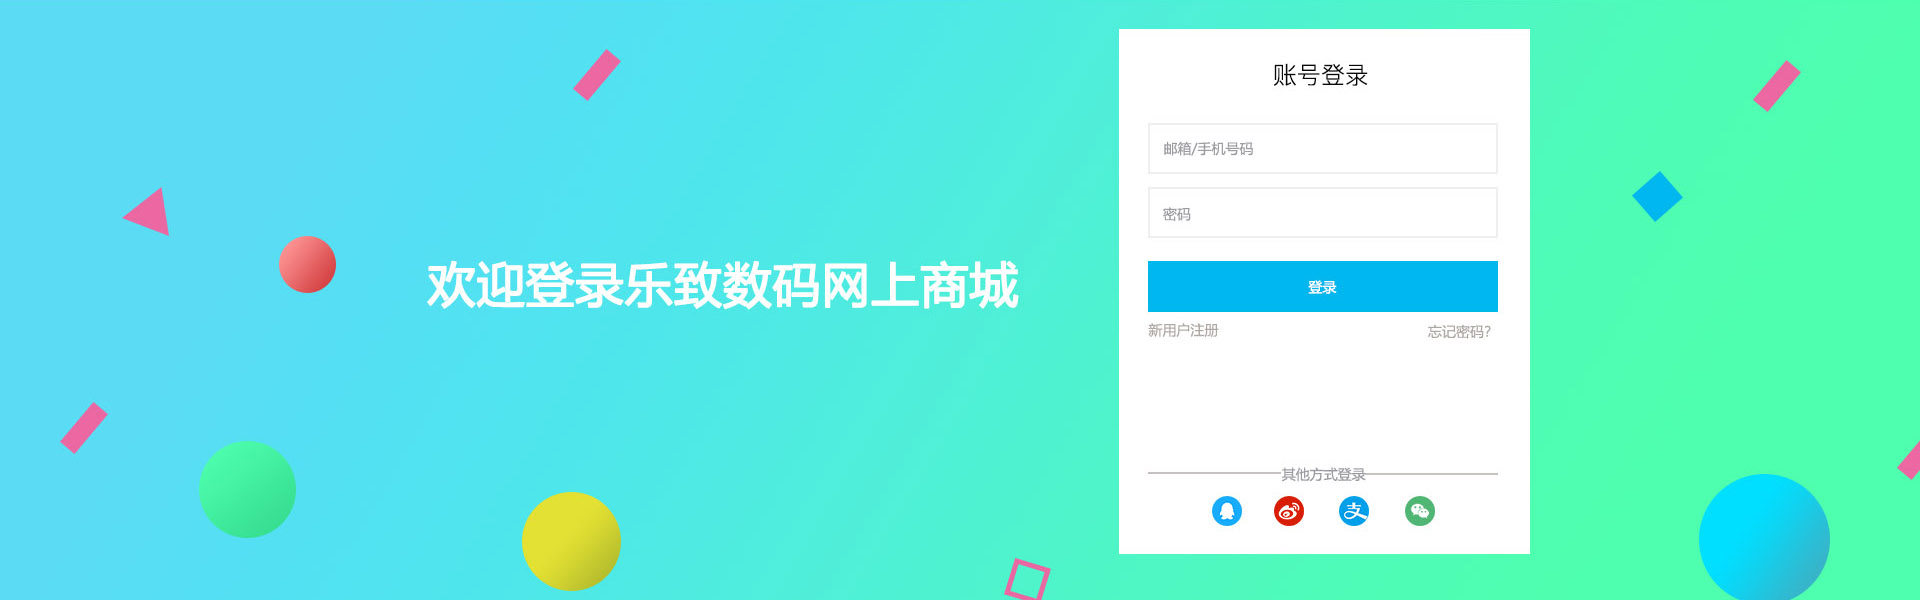 欢迎登录乐致数码网上商城
账号登录
邮箱/手机号码
密码
登录
新用户注册
忘记密码?
其他方式登录